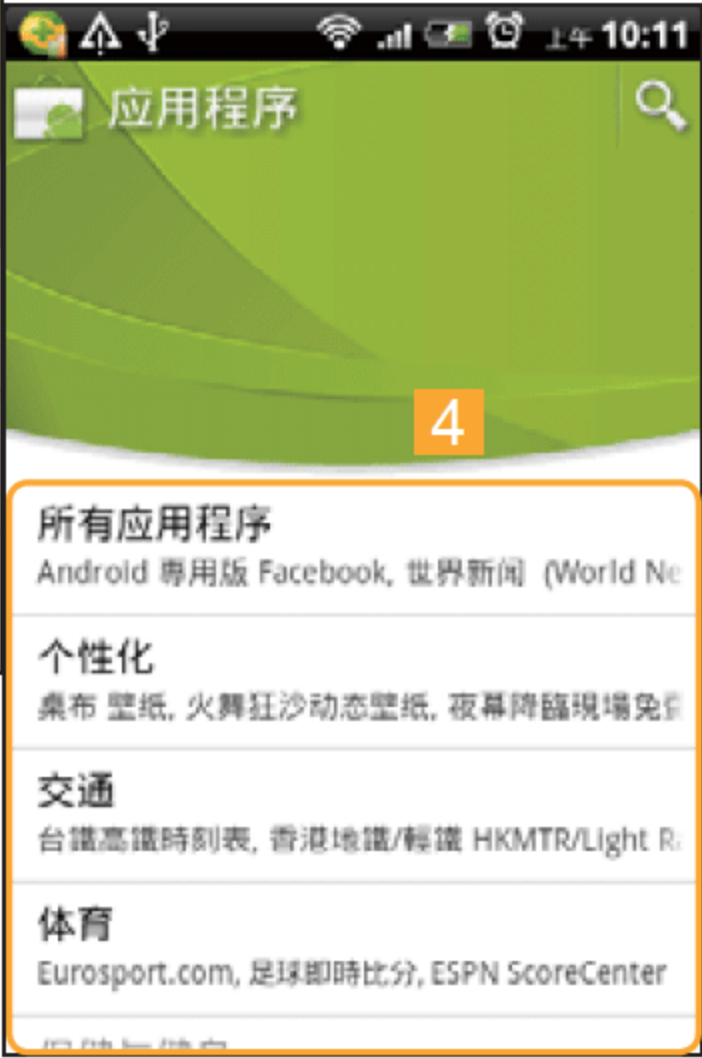 上午 10:11
应用程序
4
所有应用程序
Android 專用版 Facebook, 世界新闻 (World Ne
个性化
桌布 壁纸, 火舞狂沙动态壁纸, 夜幕降臨現場免
交通
台鐵高鐵時刻表, 香港地鐵/輕鐵 HKMTR/Light R
体育
Eurosport.com, 足球即時比分, ESPN ScoreCenter